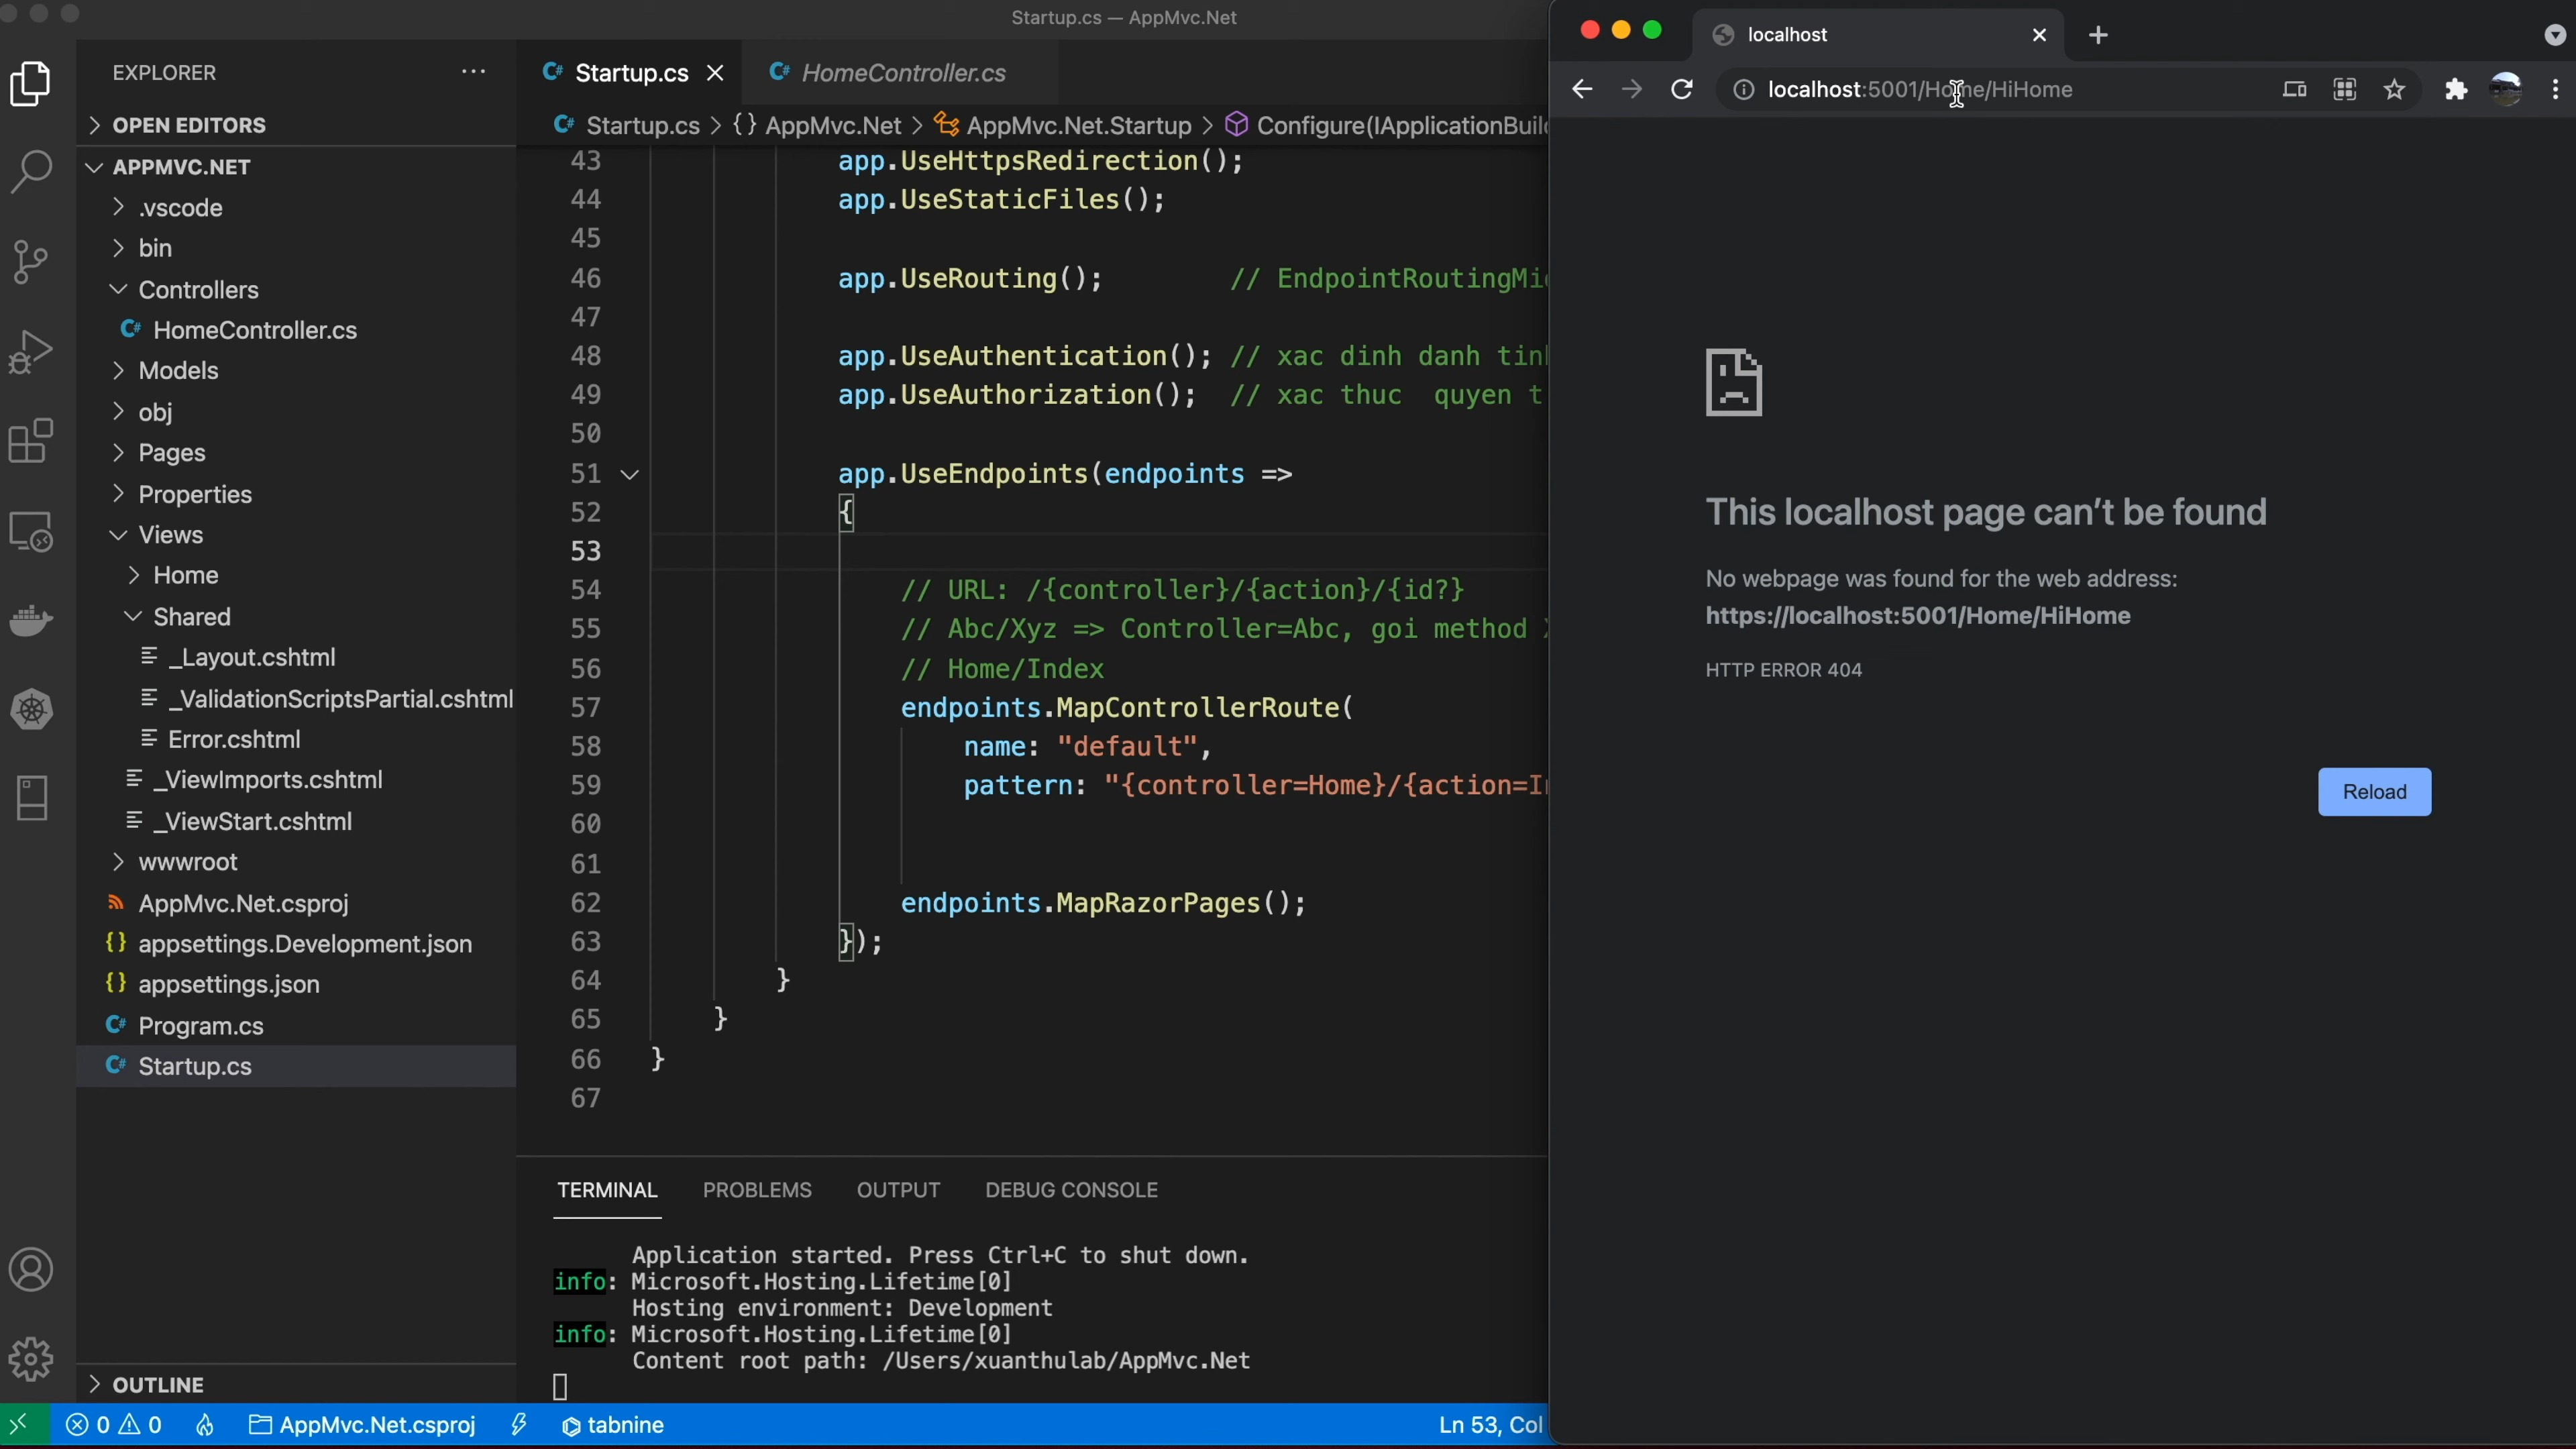 Startup.cs — AppMvc.Net
EXPLORER
OPEN EDITORS
APPMVC.NET
.vscode
bin
Controllers
HomeController.cs
Models
obj
Pages
Properties
Views
Home
Shared
_Layout.cshtml
_ValidationScriptsPartial.cshtml
Error.cshtml
_ViewImports.cshtml
_ViewStart.cshtml
wwwroot
AppMvc.Net.csproj
appsettings.Development.json
appsettings.json
Program.cs
Startup.cs
OUTLINE
Startup.cs HomeController.cs
Startup.cs > {} AppMvc.Net > AppMvc.Net.Startup > Configure(IApplicationBuil
43 app.UseHttpsRedirection();
44 app.UseStaticFiles();
45
46 app.UseRouting(); // EndpointRoutingMi
47
48 app.UseAuthentication(); // xac dinh danh tin
49 app.UseAuthorization(); // xac thuc quyen t
50
51 app.UseEndpoints(endpoints =>
52 {
53
54 // URL: /{controller}/{action}/{id?}
55 // Abc/Xyz => Controller=Abc, goi method
56 // Home/Index
57 endpoints.MapControllerRoute(
58 name: "default",
59 pattern: "{controller=Home}/{action=I
60
61
62 endpoints.MapRazorPages();
63 });
64 }
65 }
66 }
67
TERMINAL PROBLEMS OUTPUT DEBUG CONSOLE
Application started. Press Ctrl+C to shut down.
info: Microsoft.Hosting.Lifetime[0]
Hosting environment: Development
info: Microsoft.Hosting.Lifetime[0]
Content root path: /Users/xuanthulab/AppMvc.Net
0 0 AppMvc.Net.csproj tabnine Ln 53, Col
localhost
localhost:5001/Home/HiHome
This localhost page can’t be found
No webpage was found for the web address:
https://localhost:5001/Home/HiHome
HTTP ERROR 404
Reload